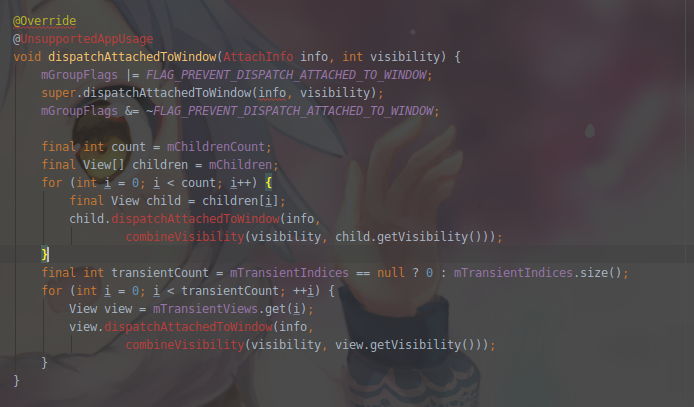 @Override
@UnsupportedAppUsage
void dispatchAttachedToWindow(AttachInfo info, int visibility) {
    mGroupFlags |= FLAG_PREVENT_DISPATCH_ATTACHED_TO_WINDOW;
    super.dispatchAttachedToWindow(info, visibility);
    mGroupFlags &= ~FLAG_PREVENT_DISPATCH_ATTACHED_TO_WINDOW;

    final int count = mChildrenCount;
    final View[] children = mChildren;
    for (int i = 0; i < count; i++) {
        final View child = children[i];
        child.dispatchAttachedToWindow(info,
                combineVisibility(visibility, child.getVisibility()));
    }
    final int transientCount = mTransientIndices == null ? 0 : mTransientIndices.size();
    for (int i = 0; i < transientCount; ++i) {
        View view = mTransientViews.get(i);
        view.dispatchAttachedToWindow(info,
                combineVisibility(visibility, view.getVisibility()));
    }
}